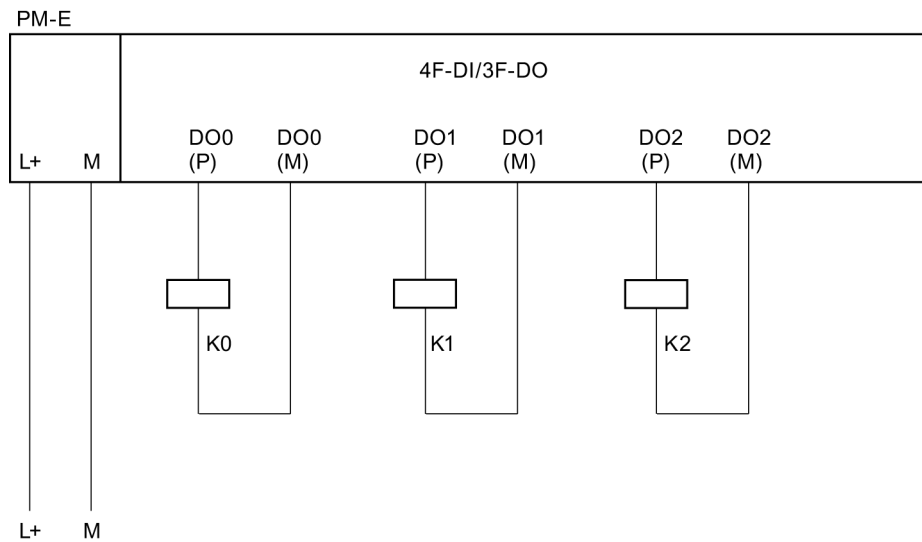 PM-E
4F-DI/3F-DO
DO0 DO0 DO1 DO1 DO2 DO2
L+ M (P) (M) (P) (M) (P) (M)
K0 K1 K2
L+ M